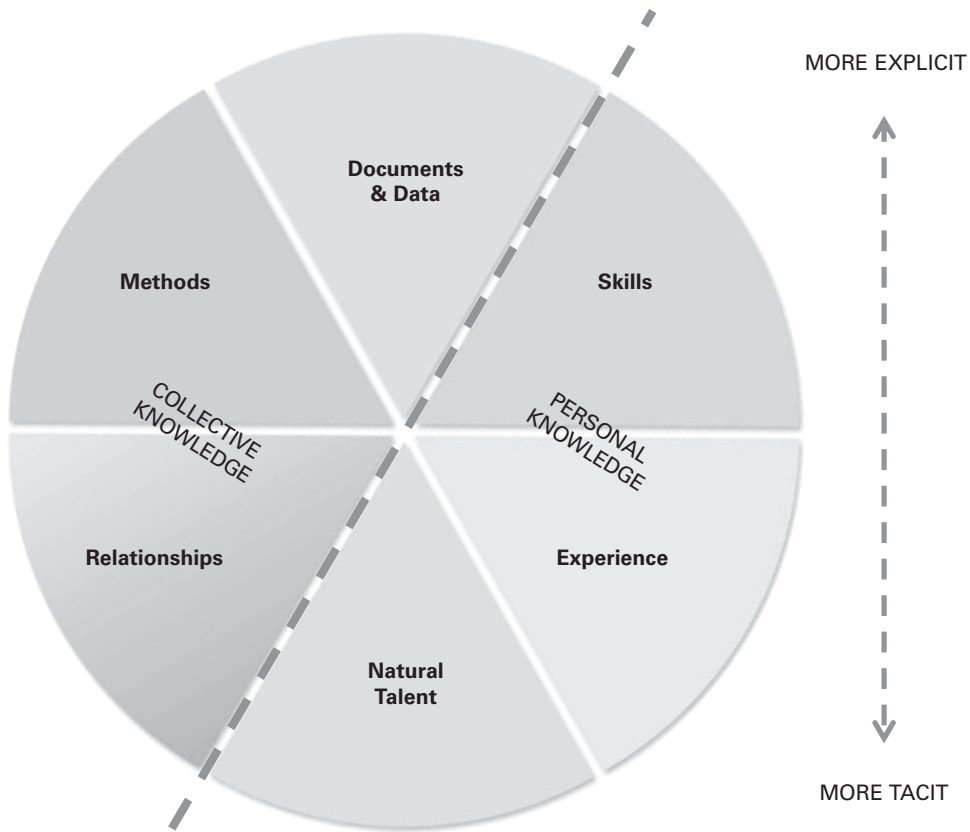 MORE EXPLICIT
Documents
& Data
Methods
Skills
COLLECTIVE
KNOWLEDGE
PERSONAL
KNOWLEDGE
Relationships
Experience
Natural
Talent
MORE TACIT